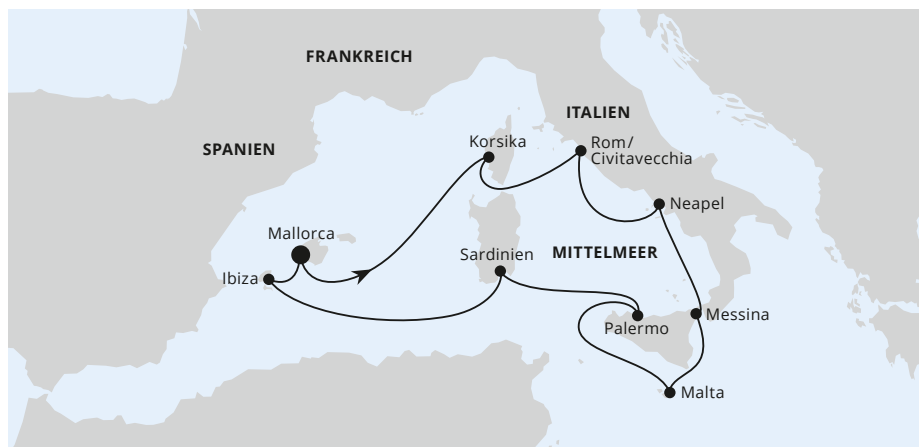 FRANKREICH
ITALIEN
SPANIEN
Korsika
Rom/
Civitavecchia
Neapel
Mallorca
Sardinien
MITTELMEER
Ibiza
Palermo
Messina
Malta